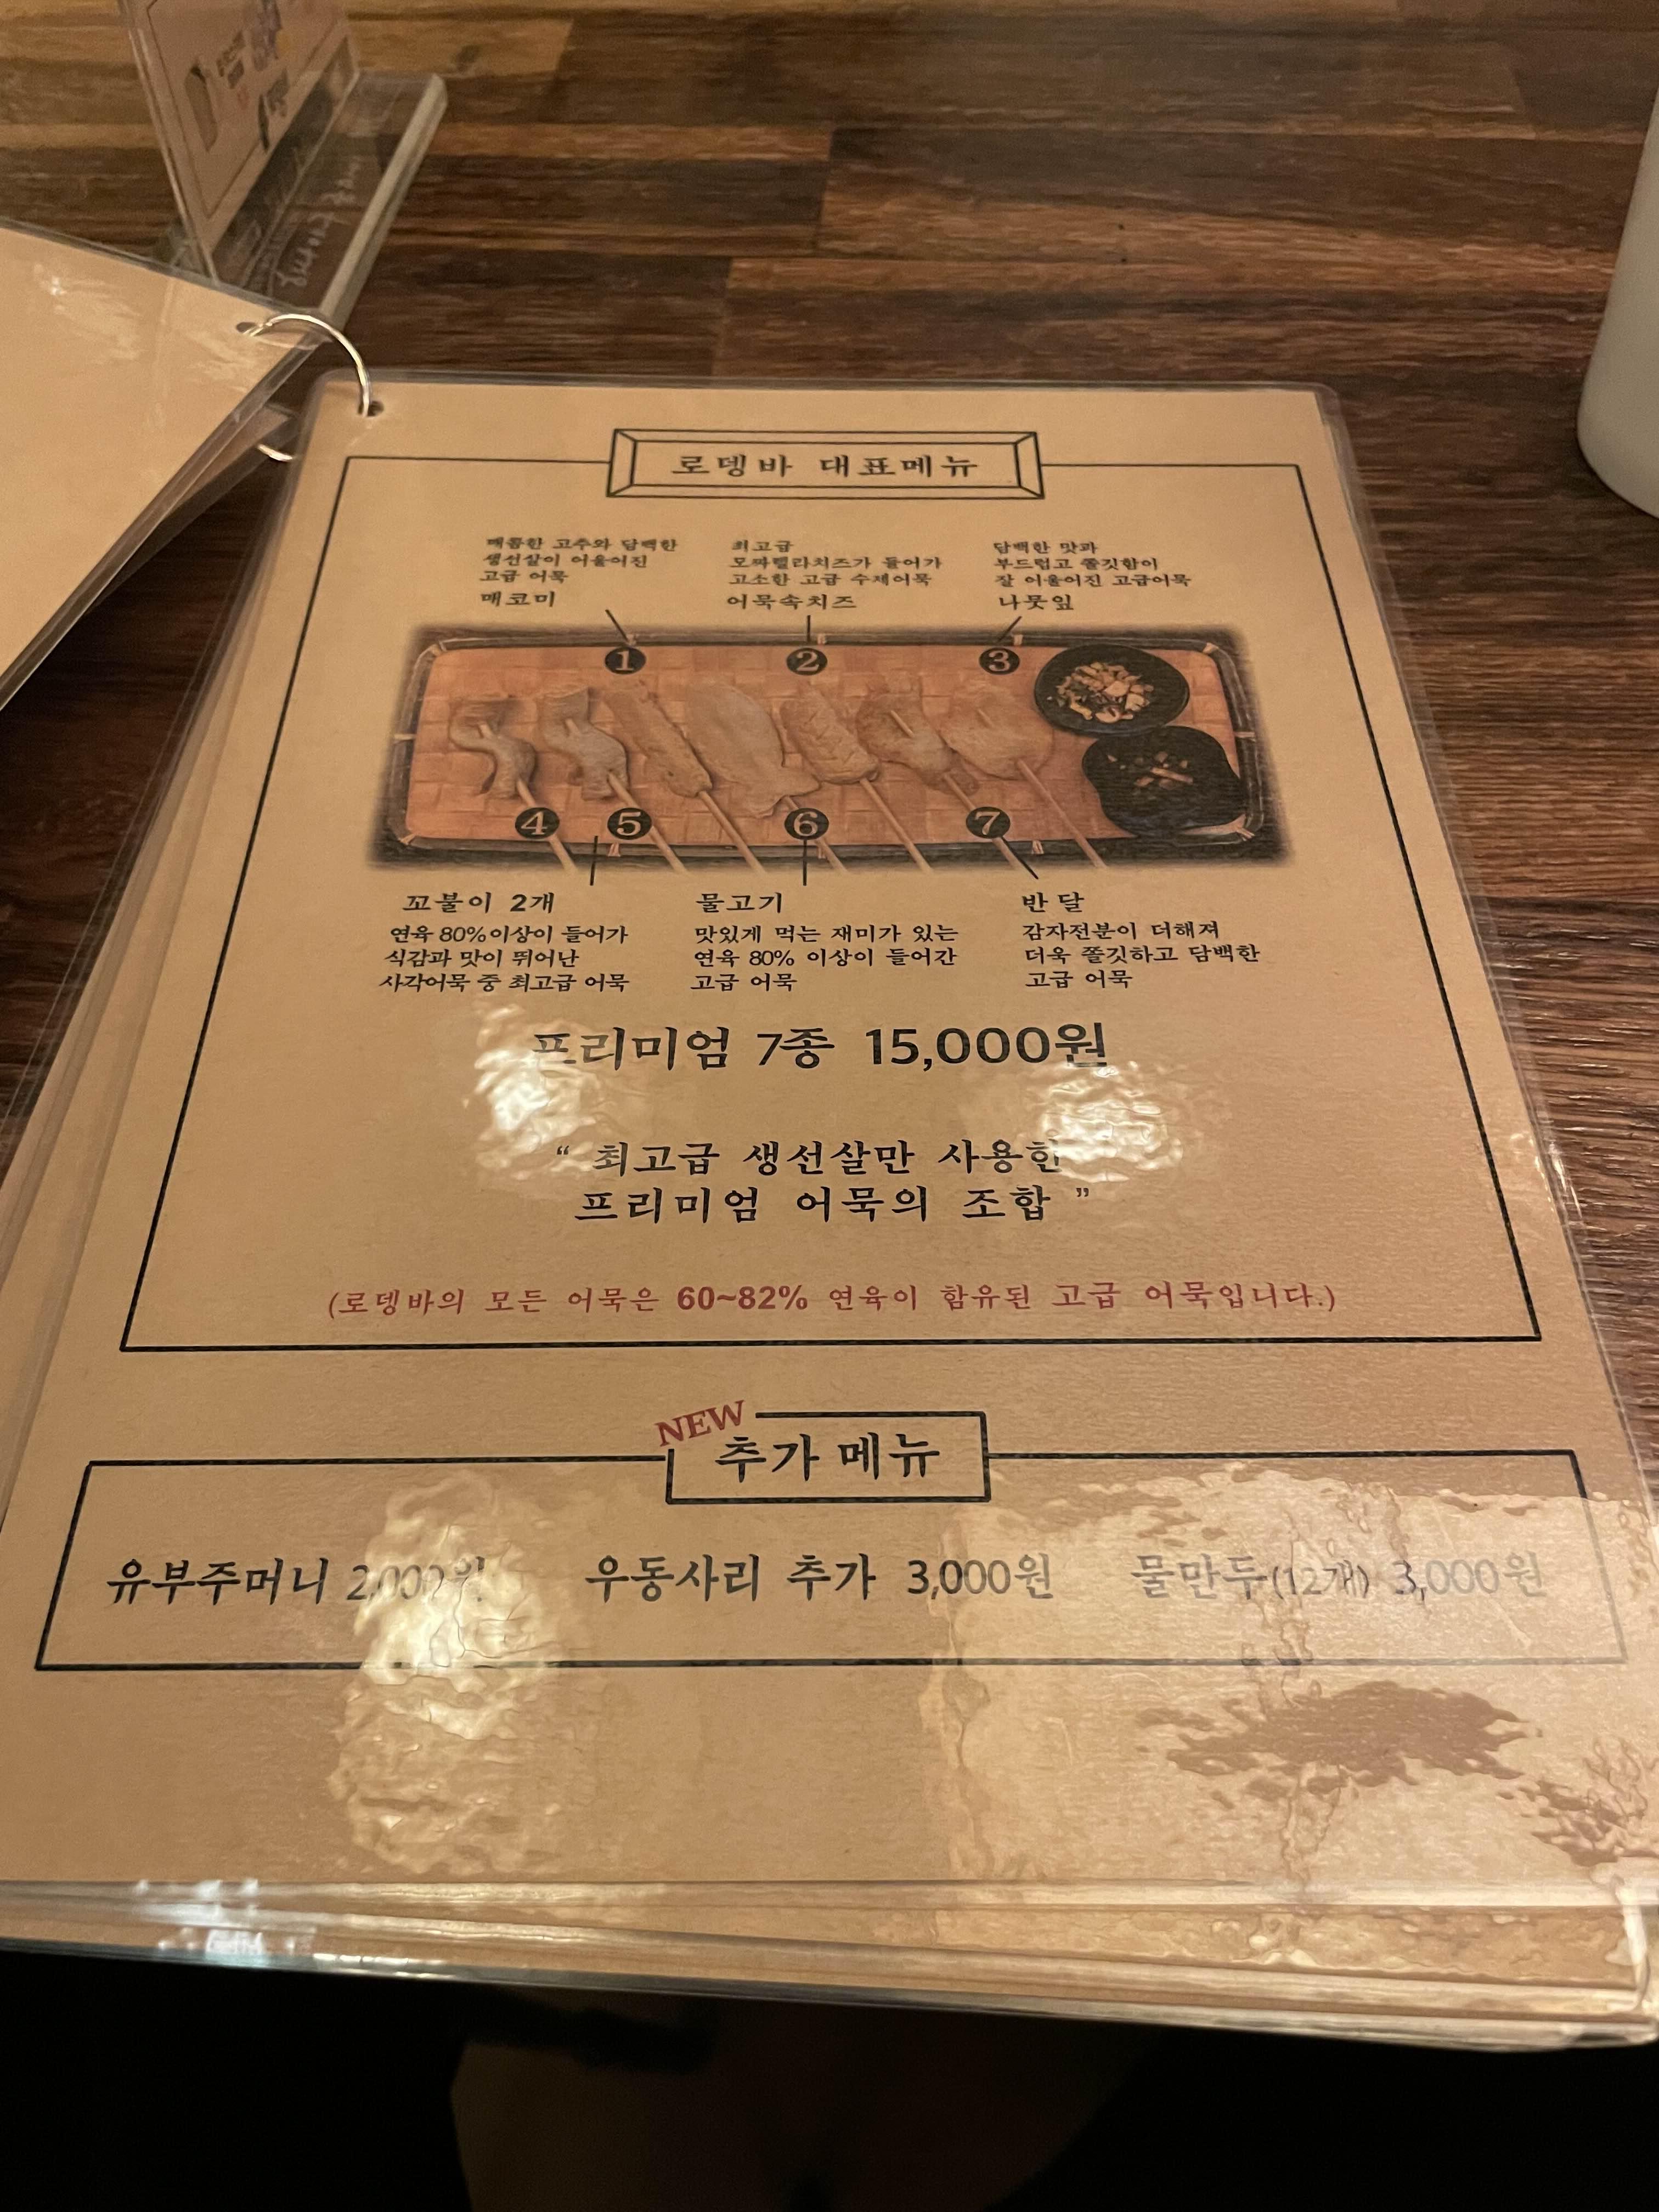 로뎅바 대표메뉴
매콤한 고추와 담백한
생선살이 어울어진
고급 어묵
매코미
최고급
모짜렐라치즈가 들어가
고소한 고급 수제어묵
어묵속치즈
담백한 맛과
부드럽고 쫄깃함이
잘 어울어진 고급어묵
나뭇잎
1
2
3
4
5
6
7
꼬불이 2개
연육 80%이상이 들어가
식감과 맛이 뛰어난
사각어묵 중 최고급 어묵
물고기
맛있게 먹는 재미가 있는
연육 80% 이상이 들어간
고급 어묵
반달
감자전분이 더해져
더욱 쫄깃하고 담백한
고급 어묵
프리미엄 7종 15,000원
“ 최고급 생선살만 사용한
프리미엄 어묵의 조합 ”
(로뎅바의 모든 어묵은 60~82% 연육이 함유된 고급 어묵입니다.)
NEW
추가 메뉴
유부주머니 2,000원 우동사리 추가 3,000원 물만두(12개) 3,000원